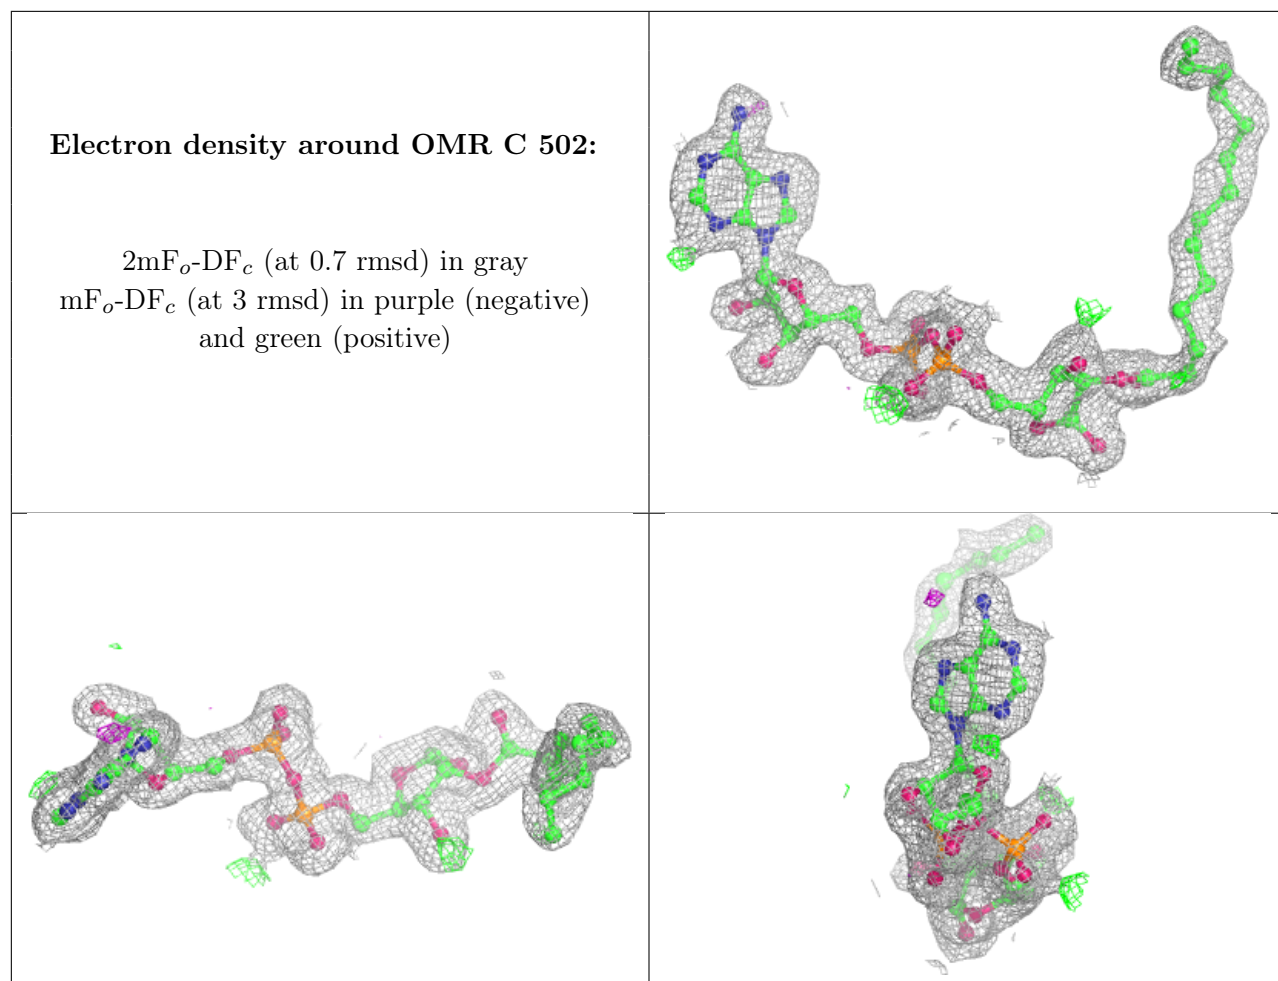 Electron density around OMR C 502:
2mFo-DFc (at 0.7 rmsd) in gray
mFo-DFc (at 3 rmsd) in purple (negative)
and green (positive)